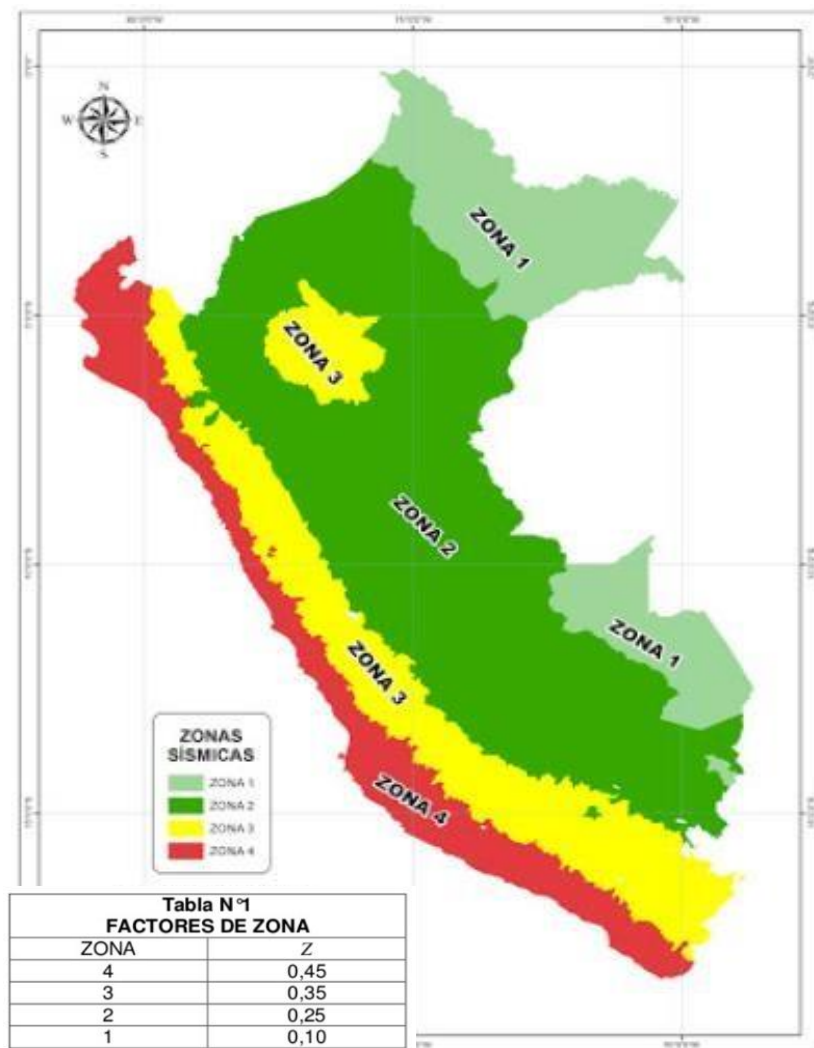 N
W E
S
ZONA 1
ZONA 3
ZONA 2
ZONA 1
ZONA 3
ZONA 4
ZONAS
SÍSMICAS
ZONA 1
ZONA 2
ZONA 3
ZONA 4
Tabla N°1
FACTORES DE ZONA
ZONA Z
4 0,45
3 0,35
2 0,25
1 0,10